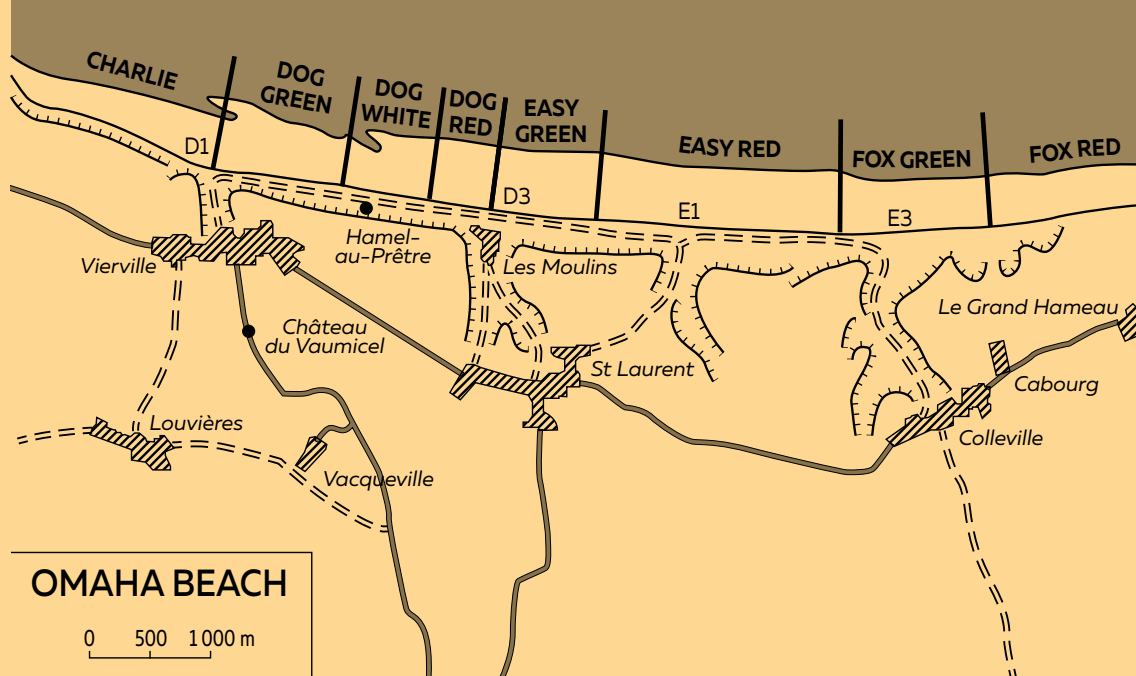 CHARLIE
DOG
GREEN
DOG
WHITE
DOG
RED
EASY
GREEN
EASY RED
FOX GREEN
FOX RED
D1
D3
E1
E3
Vierville
Hamel-
au-Prêtre
Les Moulins
Le Grand Hameau
Château
du Vaumicel
St Laurent
Cabourg
Louvières
Colleville
Vacqueville
OMAHA BEACH
0 500 1 000 m